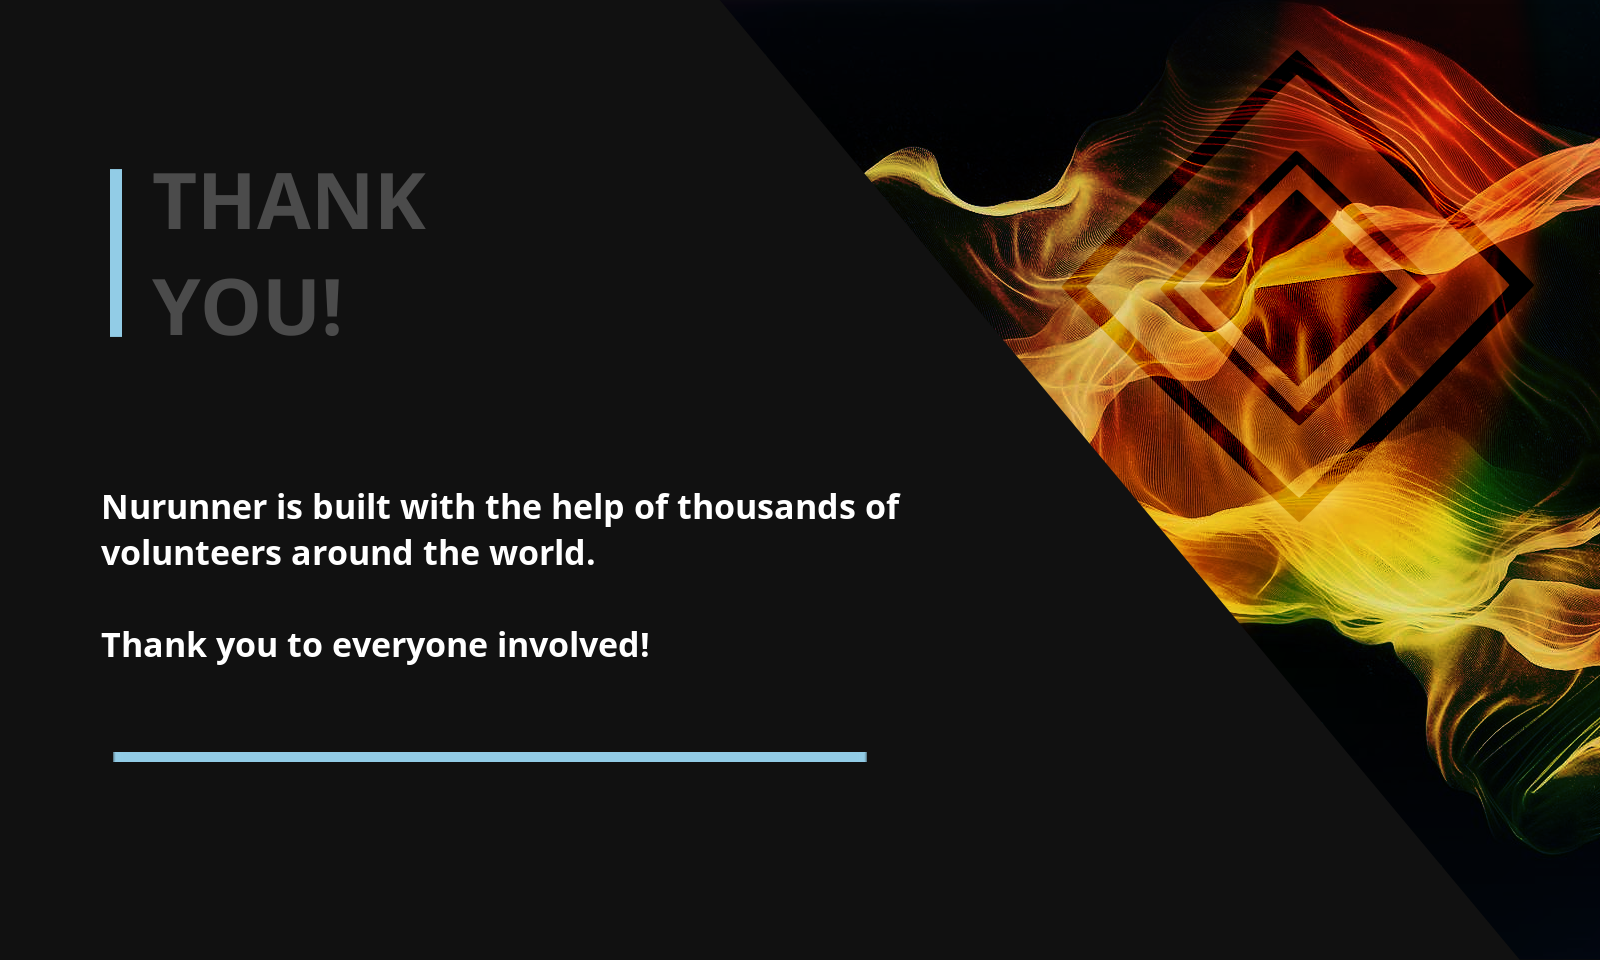 THANK
YOU!
Nurunner is built with the help of thousands of
volunteers around the world.
Thank you to everyone involved!